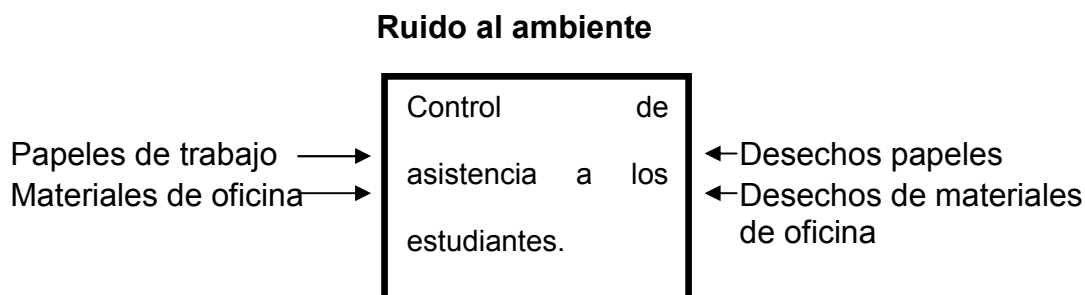 Ruido al ambiente
Papeles de trabajo
Materiales de oficina
Control de
asistencia a los
estudiantes.
Desechos papeles
Desechos de materiales
de oficina